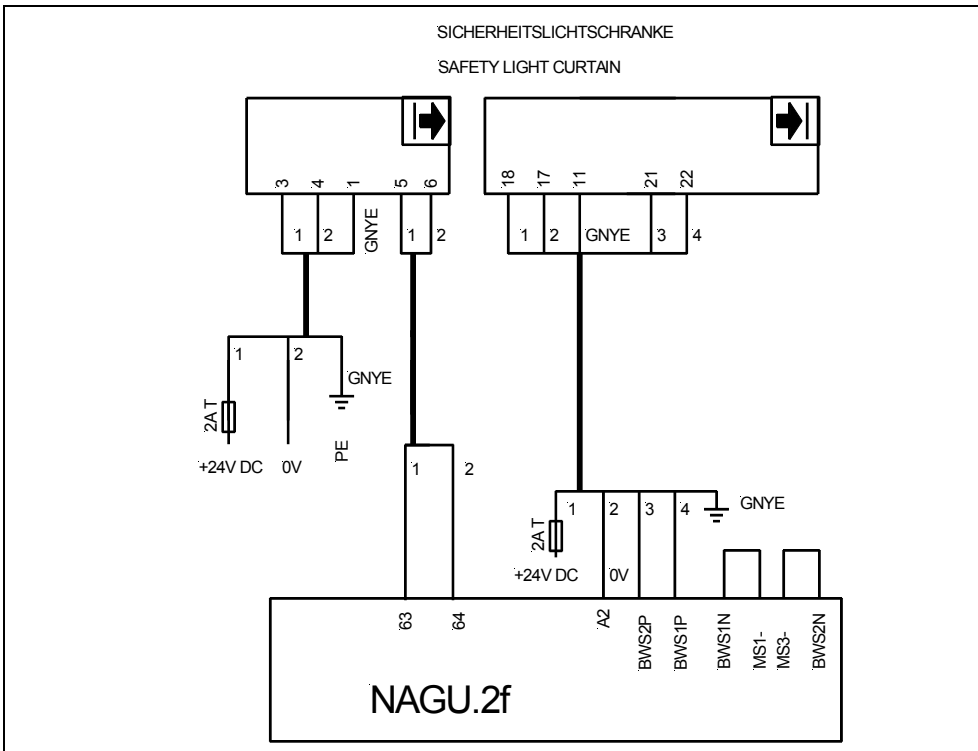 SICHERHEITSLICHTSCHRANKE
SAFETY LIGHT CURTAIN
3 4 1 5 6 18 17 11 21 22
1 2 GNYE 1 2 1 2 GNYE 3 4
1 2 GNYE
2A T
+24V DC 0V PE
1 2
1 2 3 4 GNYE
2A T
+24V DC 0V
63 64 A2 BWS2P BWS1P BWS1N MS1- MS3- BWS2N
NAGU.2f